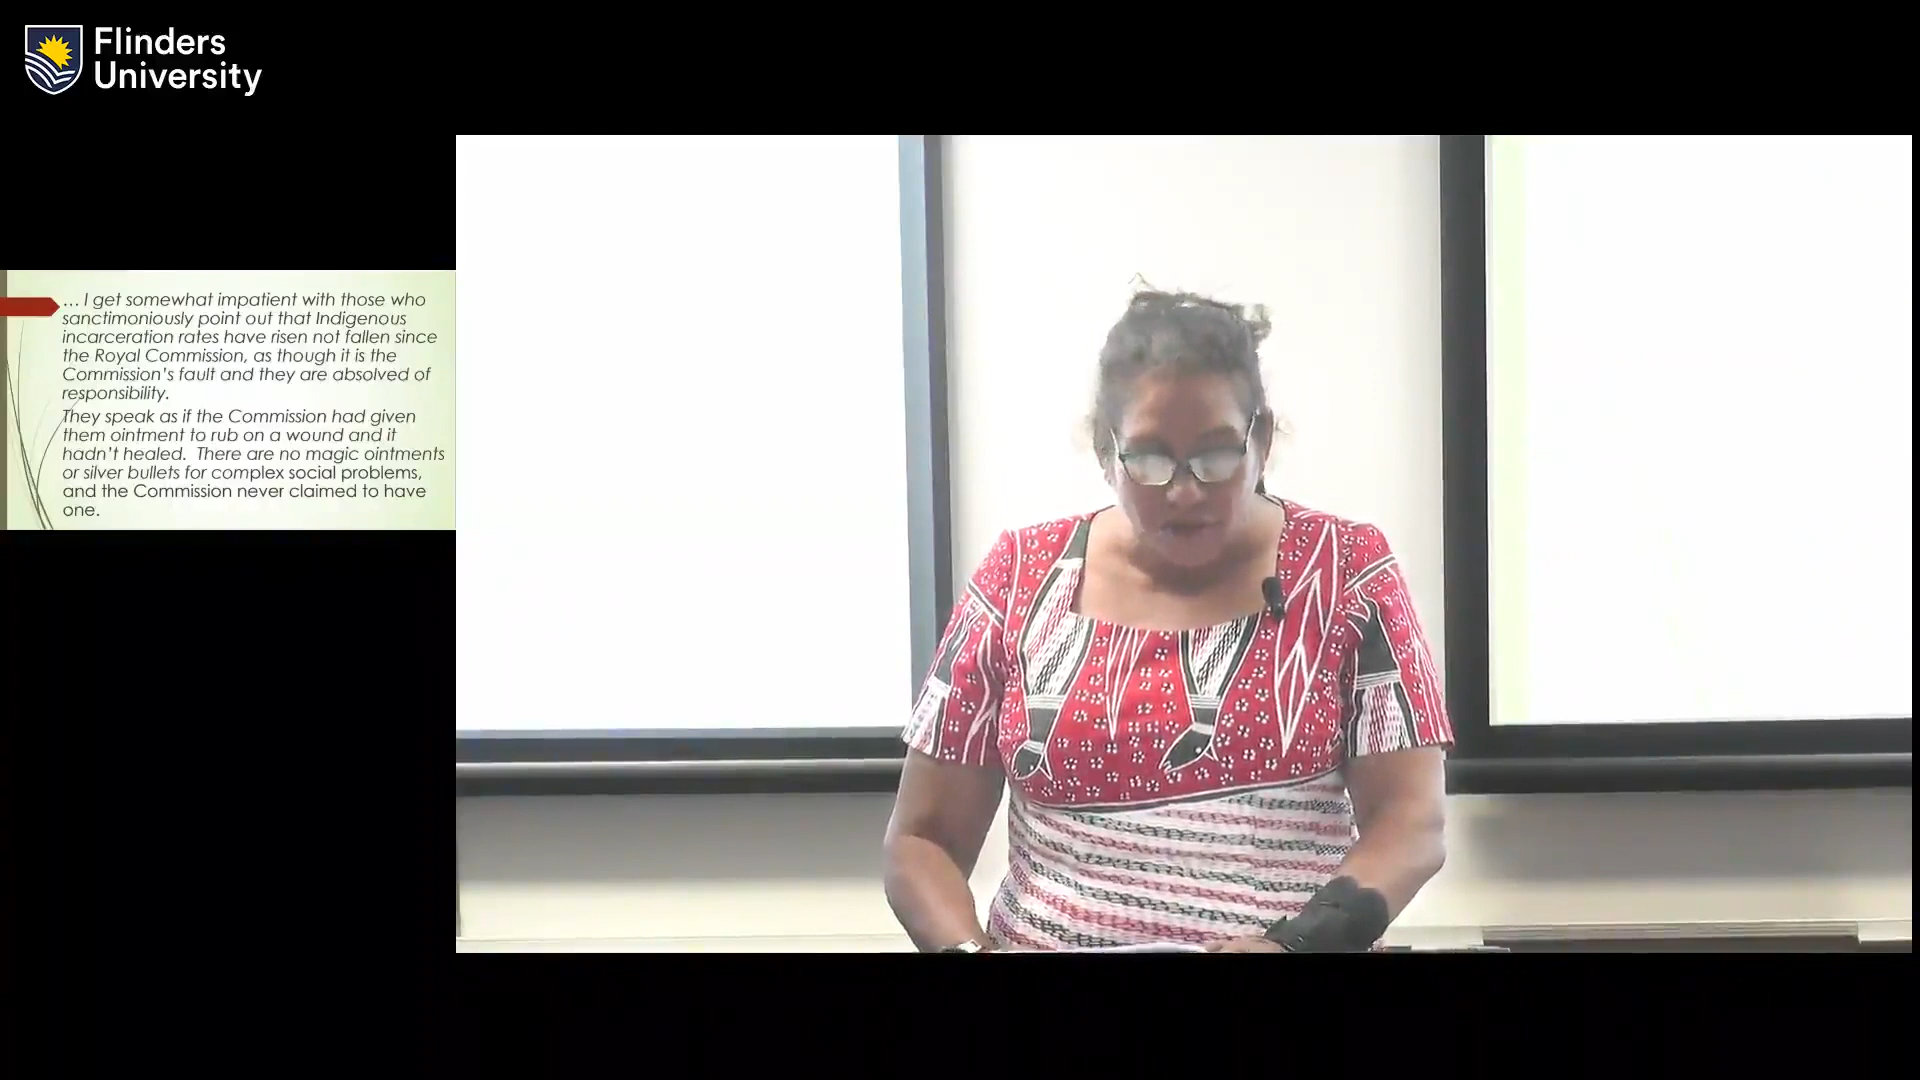 Flinders
University
… I get somewhat impatient with those who
sanctimoniously point out that Indigenous
incarceration rates have risen not fallen since
the Royal Commission, as though it is the
Commission's fault and they are absolved of
responsibility.
They speak as if the Commission had given
them ointment to rub on a wound and it
hadn't healed.  There are no magic ointments
or silver bullets for complex social problems,
and the Commission never claimed to have
one.